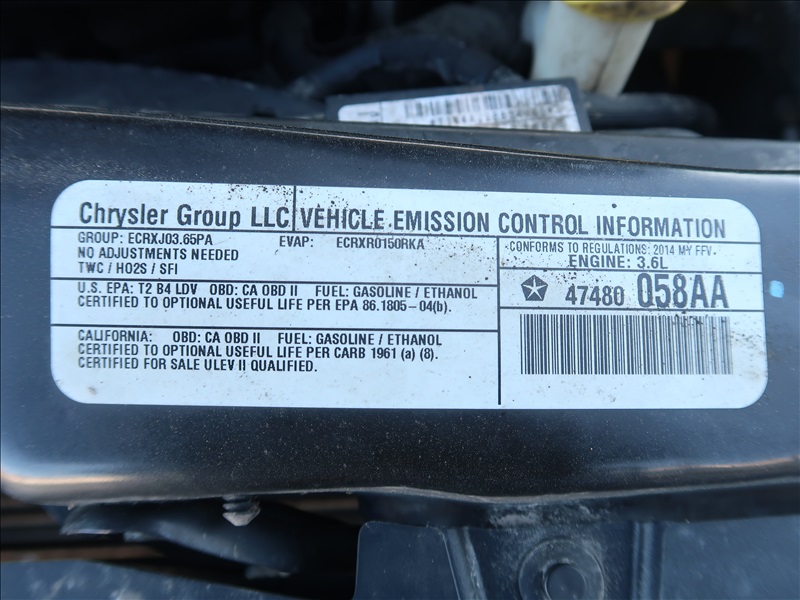 Chrysler Group LLC VEHICLE EMISSION CONTROL INFORMATION
GROUP: ECRXJ03.65PA EVAP: ECRXR0150RKA
NO ADJUSTMENTS NEEDED
TWC / HO2S / SFI
CONFORMS TO REGULATIONS: 2014 MY FFV
ENGINE: 3.6L
U.S. EPA: T2 B4 LDV OBD: CA OBD II FUEL: GASOLINE / ETHANOL
CERTIFIED TO OPTIONAL USEFUL LIFE PER EPA 86.1805-04(b).
47480 058AA
CALIFORNIA: OBD: CA OBD II FUEL: GASOLINE / ETHANOL
CERTIFIED TO OPTIONAL USEFUL LIFE PER CARB 1961 (a) (8).
CERTIFIED FOR SALE ULEV II QUALIFIED.